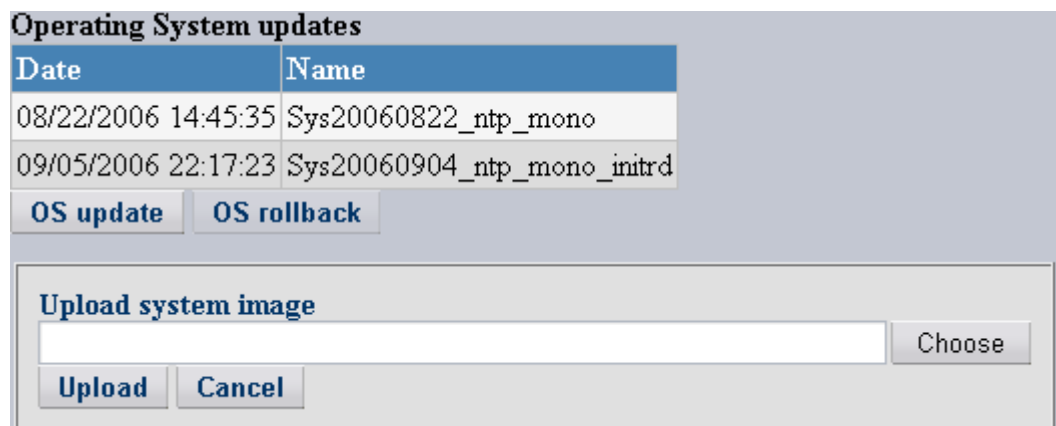 Operating System updates
Date Name
08/22/2006 14:45:35 Sys20060822_ntp_mono
09/05/2006 22:17:23 Sys20060904_ntp_mono_initrd
OS update OS rollback
Upload system image
Choose
Upload Cancel